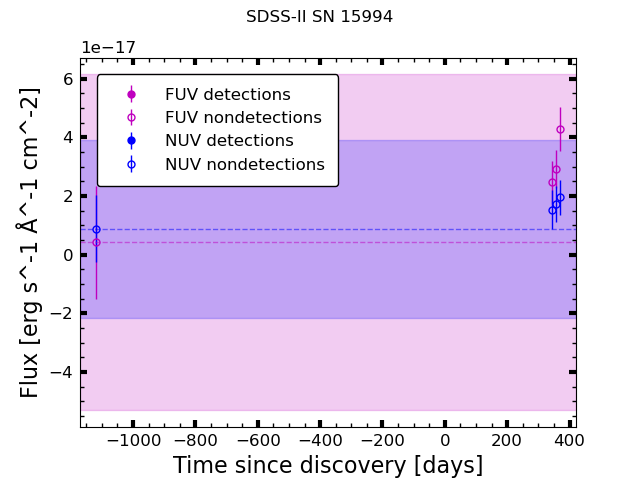 SDSS-II SN 15994
1e−17
FUV detections
FUV nondetections
NUV detections
NUV nondetections
6
4
2
0
−2
−4
Flux [erg s^-1 Å^-1 cm^-2]
−1000 −800 −600 −400 −200 0 200 400
Time since discovery [days]